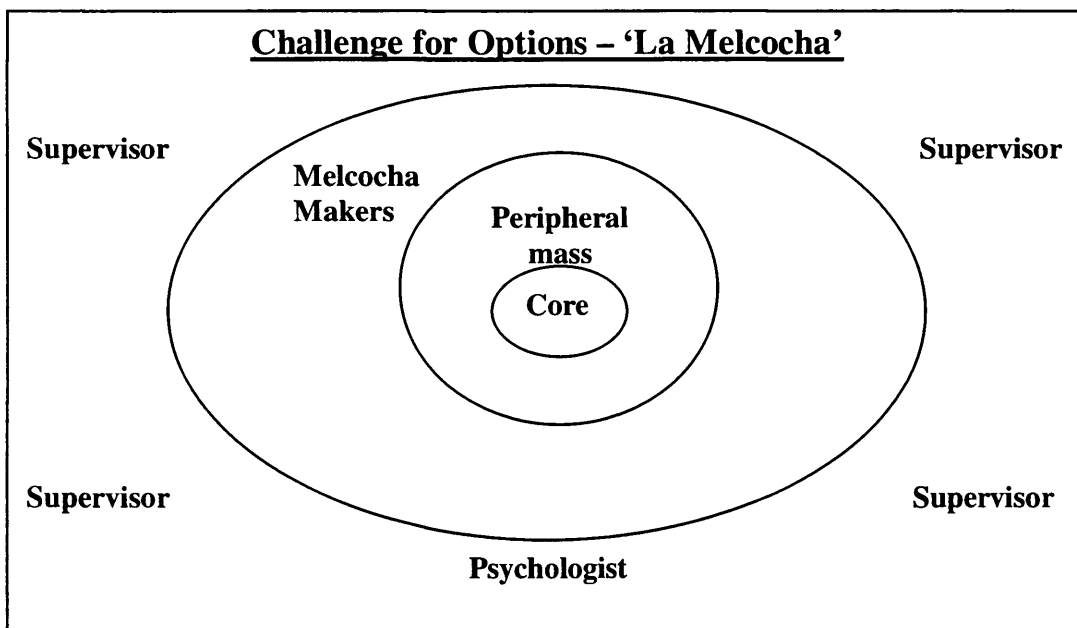 Challenge for Options – ‘La Melcocha’
Supervisor
Supervisor
Melcocha
Makers
Peripheral
mass
Core
Supervisor
Supervisor
Psychologist